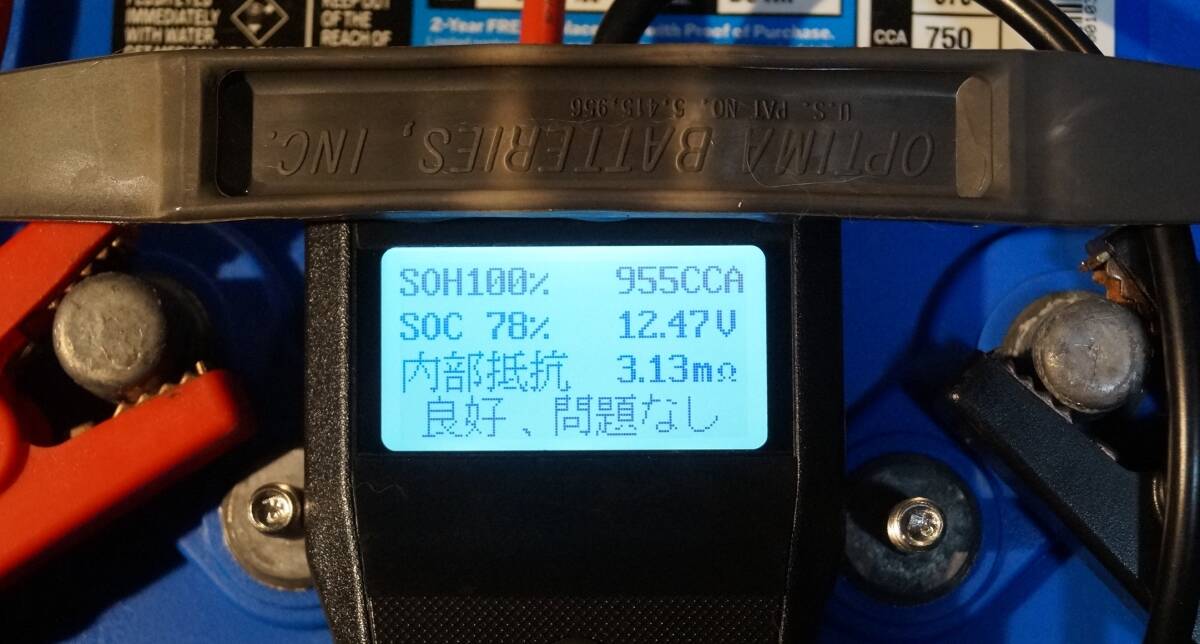 IMMEDIATELY
WITH WATER.
KEEP OUT
OF THE
REACH OF
2-Year FREE
with Proof of Purchase.
CCA 750
U.S. PAT NO. 5,415,956
OPTIMA BATTERIES, INC.
SOH100% 955CCA
SOC 78% 12.47V
内部抵抗 3.13mΩ
良好、問題なし